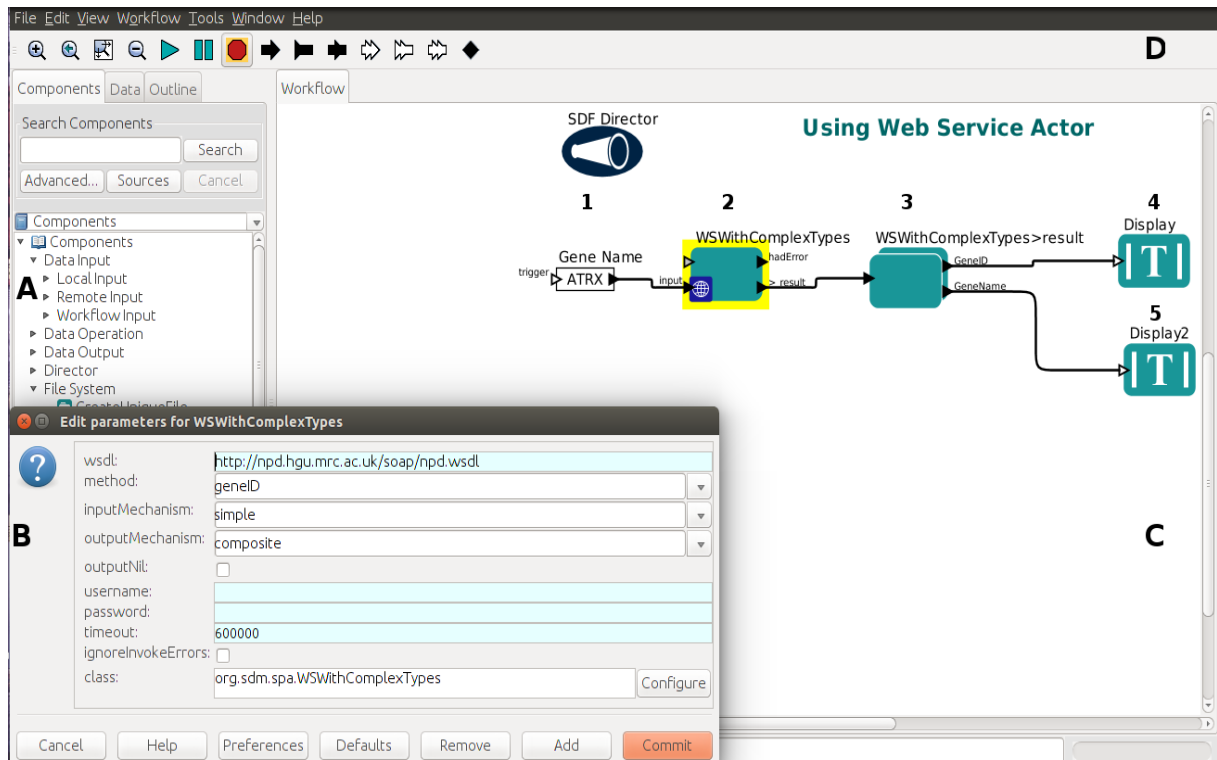 File Edit View Workflow Tools Window Help
D
Components Data Outline
Workflow
Search Components
Search
Advanced... Sources Cancel
Components
Components
Data Input
Local Input
Remote Input
Workflow Input
Data Operation
Data Output
Director
File System
CreateUniqueFile
A
SDF Director
Using Web Service Actor
1
2
3
4
Display
WSWithComplexTypes
WSWithComplexTypes>result
Gene Name
trigger
ATRX
input
hadError
> result
GeneID
GeneName
T
5
Display2
T
C
Edit parameters for WSWithComplexTypes
?
B
wsdl: http://npd.hgu.mrc.ac.uk/soap/npd.wsdl
method: geneID
inputMechanism: simple
outputMechanism: composite
outputNil:
username:
password:
timeout: 600000
ignoreInvokeErrors:
class: org.sdm.spa.WSWithComplexTypes Configure
Cancel Help Preferences Defaults Remove Add Commit